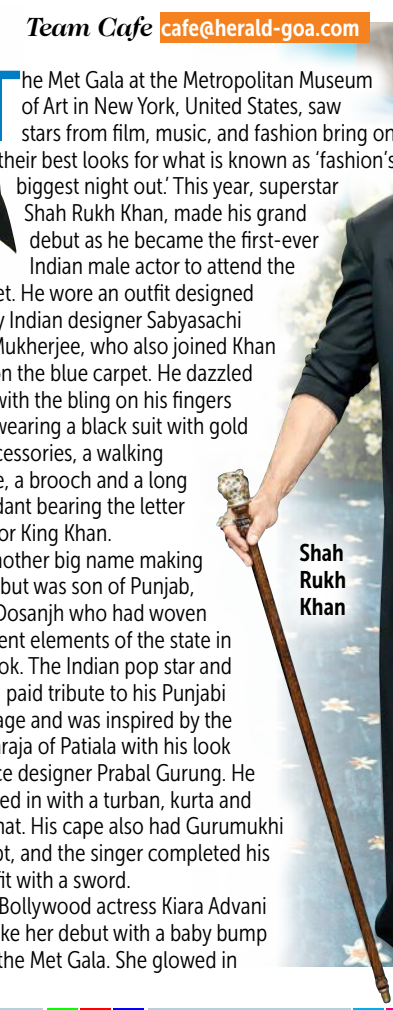 Team Cafe cafe@herald-goa.com
The Met Gala at the Metropolitan Museum
of Art in New York, United States, saw
stars from film, music, and fashion bring on
their best looks for what is known as ‘fashion’s
biggest night out.’ This year, superstar
Shah Rukh Khan, made his grand
debut as he became the first-ever
Indian male actor to attend the
et. He wore an outfit designed
y Indian designer Sabyasachi
Mukherjee, who also joined Khan
on the blue carpet. He dazzled
with the bling on his fingers
wearing a black suit with gold
cessories, a walking
e, a brooch and a long
dant bearing the letter
or King Khan.
nother big name making
but was son of Punjab,
Dosanjh who had woven
ent elements of the state in
ok. The Indian pop star and
paid tribute to his Punjabi
age and was inspired by the
raja of Patiala with his look
ce designer Prabal Gurung. He
ed in with a turban, kurta and
mat. His cape also had Gurumukhi
pt, and the singer completed his
fit with a sword.
Bollywood actress Kiara Advani
ke her debut with a baby bump
the Met Gala. She glowed in
Shah
Rukh
Khan